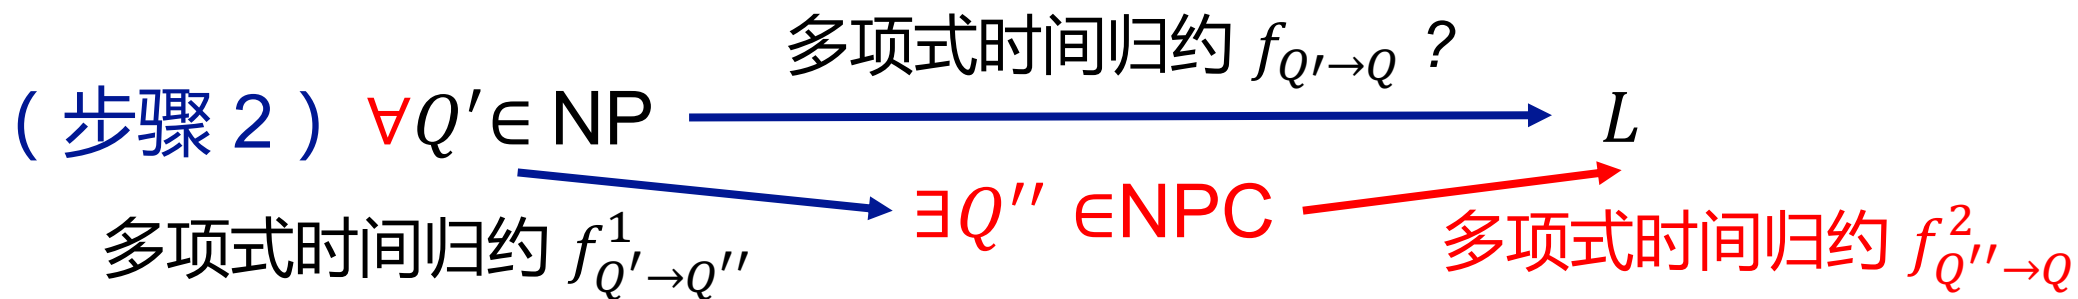 多项式时间归约 f_{Q′→Q} ?
(步骤 2) ∀Q′∈ NP
L
∃Q′′ ∈NPC
多项式时间归约 f^1_{Q′→Q′′}
多项式时间归约 f^2_{Q′′→Q}